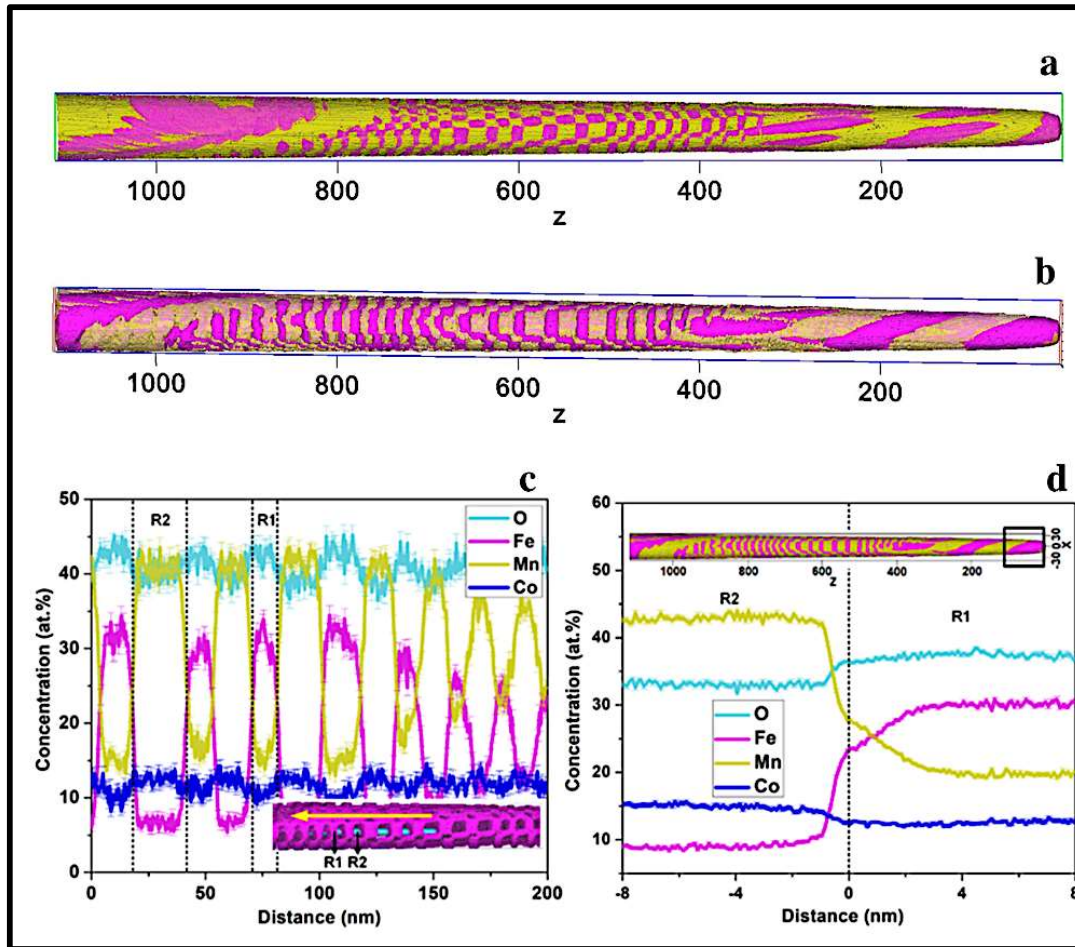 a
1000 800 600 400 200
Z
b
1000 800 600 400 200
Z
c
50
40
30
20
10
0
R2
R1
O
Fe
Mn
Co
R1 R2
0 50 100 150 200
Concentration (at.%)
Distance (nm)
d
60
50
40
30
20
10
1000 800 600 400 200
Z
-30 0 30
X
R2
R1
O
Fe
Mn
Co
-8 -4 0 4 8
Concentration (at.%)
Distance (nm)